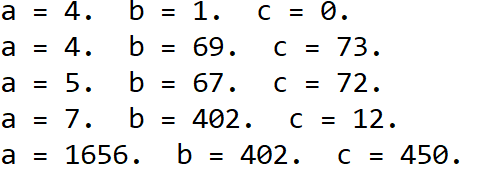 a = 4.  b = 1.  c = 0.
a = 4.  b = 69.  c = 73.
a = 5.  b = 67.  c = 72.
a = 7.  b = 402.  c = 12.
a = 1656.  b = 402.  c = 450.